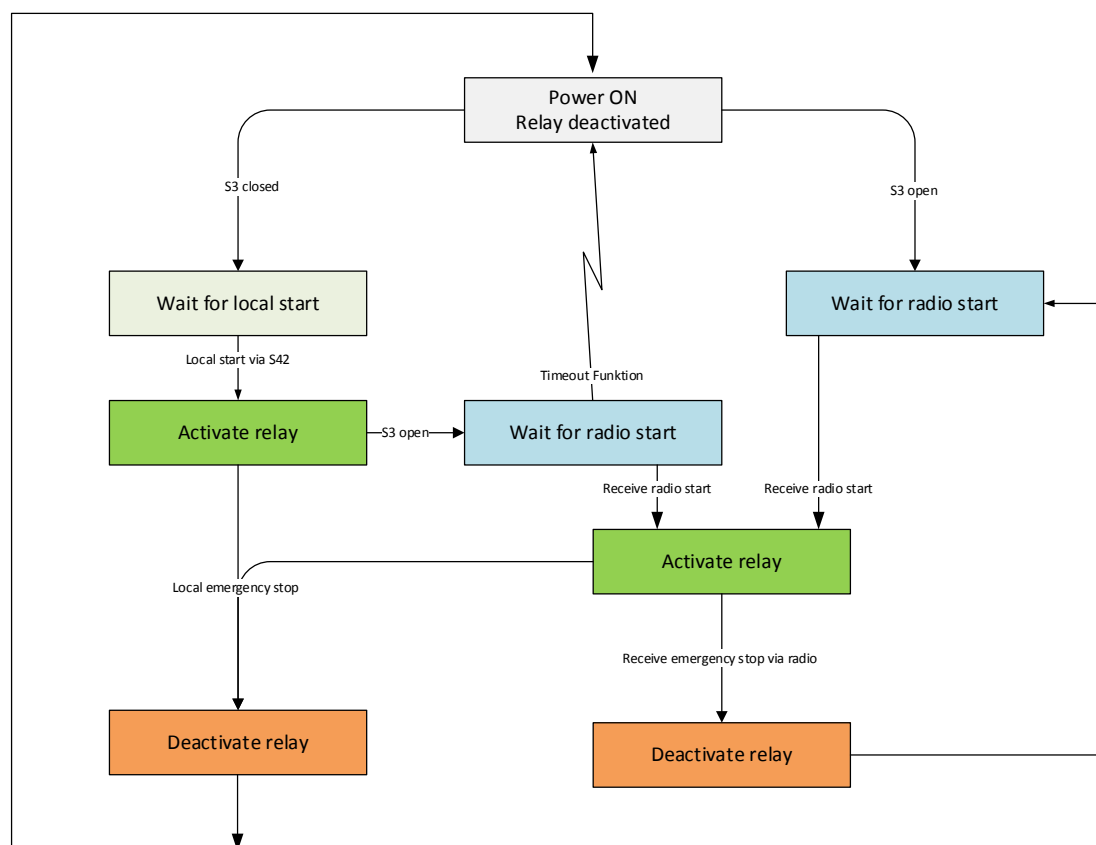 Power ON
Relay deactivated
S3 closed
S3 open
Wait for local start
Wait for radio start
Local start via S42
Timeout Funktion
Activate relay
S3 open
Wait for radio start
Receive radio start
Receive radio start
Activate relay
Local emergency stop
Receive emergency stop via radio
Deactivate relay
Deactivate relay